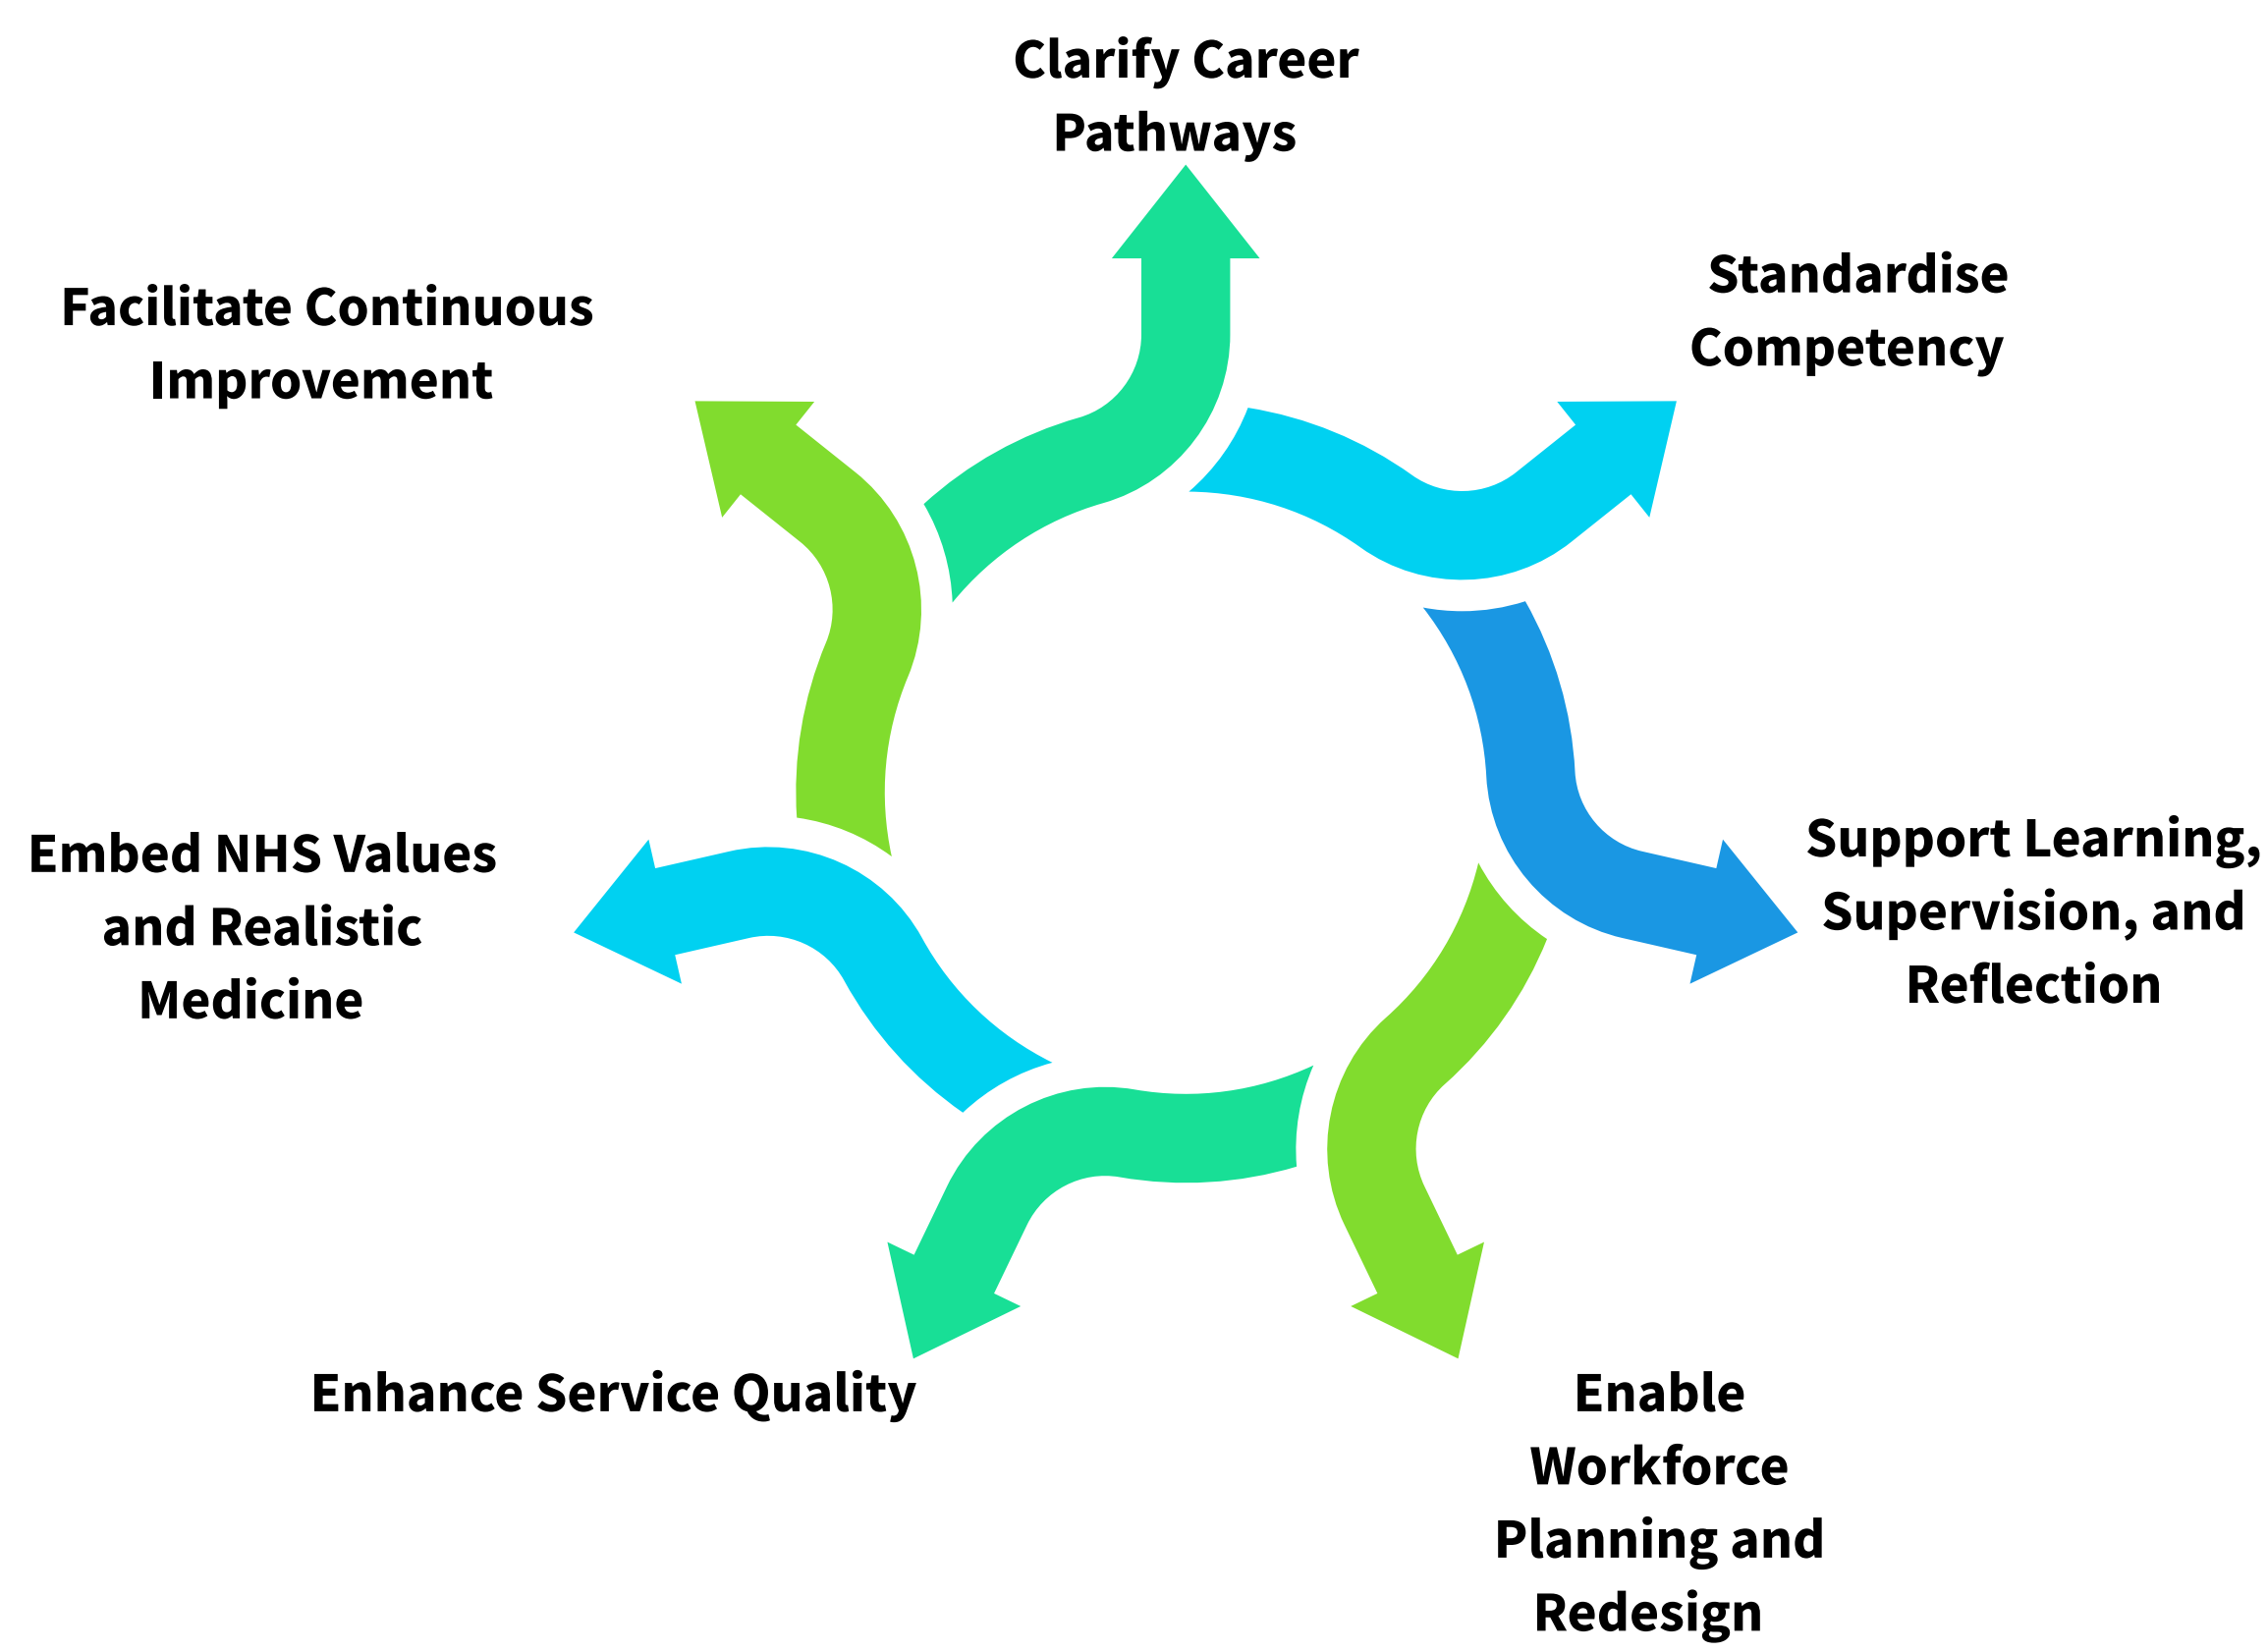 Clarify Career
Pathways
Standardise
Competency
Support Learning,
Supervision, and
Reflection
Enable
Workforce
Planning and
Redesign
Enhance Service Quality
Embed NHS Values
and Realistic
Medicine
Facilitate Continuous
Improvement